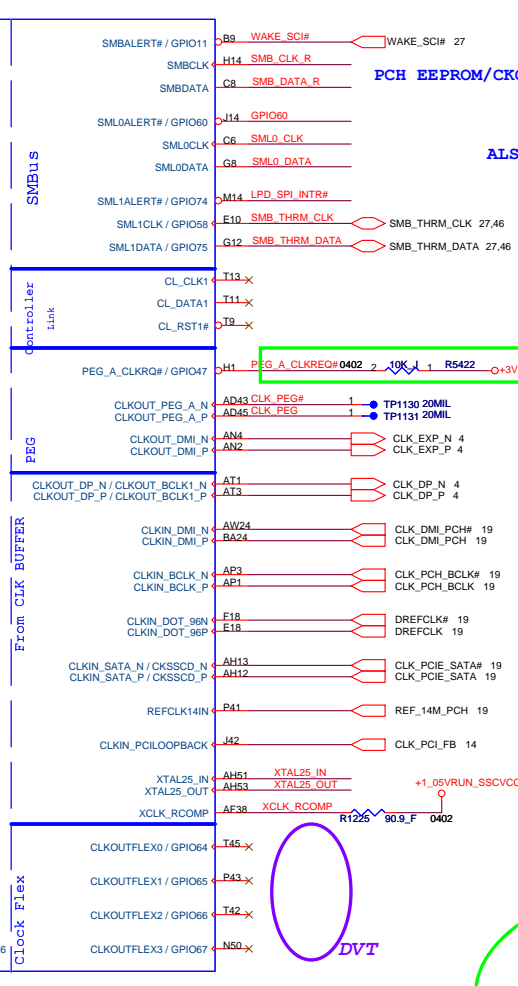 SMBus
SMBALERT# / GPIO11 B9 WAKE_SCI# WAKE_SCI# 27
SMBCLK H14 SMB_CLK_R
SMBDATA C8 SMB_DATA_R
PCH EEPROM/CK
SML0ALERT# / GPIO60 J14 GPIO60
SML0CLK C6 SML0_CLK
ALS
SML0DATA G8 SML0_DATA
SML1ALERT# / GPIO74 M14 LPD_SPI_INTR#
SML1CLK / GPIO58 E10 SMB_THRM_CLK SMB_THRM_CLK 27,46
SML1DATA / GPIO75 G12 SMB_THRM_DATA SMB_THRM_DATA 27,46
Controller
Link
CL_CLK1 T13
CL_DATA1 T11
CL_RST1# T9
PEG
PEG_A_CLKRQ# / GPIO47 H1 PEG_A_CLKREQ# 0402 2 10K_J 1 R5422 +3V
CLKOUT_PEG_A_N AD43 CLK_PEG# 1 TP1130 20MIL
CLKOUT_PEG_A_P AD45 CLK_PEG 1 TP1131 20MIL
CLKOUT_DMI_N AN4 CLK_EXP_N 4
CLKOUT_DMI_P AN2 CLK_EXP_P 4
From CLK BUFFER
CLKOUT_DP_N / CLKOUT_BCLK1_N AT1 CLK_DP_N 4
CLKOUT_DP_P / CLKOUT_BCLK1_P AT3 CLK_DP_P 4
CLKIN_DMI_N AW24 CLK_DMI_PCH# 19
CLKIN_DMI_P BA24 CLK_DMI_PCH 19
CLKIN_BCLK_N AP3 CLK_PCH_BCLK# 19
CLKIN_BCLK_P AP1 CLK_PCH_BCLK 19
CLKIN_DOT_96N F18 DREFCLK# 19
CLKIN_DOT_96P E18 DREFCLK 19
CLKIN_SATA_N / CKSSCD_N AH13 CLK_PCIE_SATA# 19
CLKIN_SATA_P / CKSSCD_P AH12 CLK_PCIE_SATA 19
REFCLK14IN P41 REF_14M_PCH 19
CLKIN_PCILOOPBACK J42 CLK_PCI_FB 14
XTAL25_IN AH51 XTAL25_IN
XTAL25_OUT AH53 XTAL25_OUT
+1_05VRUN_SSCVCC
XCLK_RCOMP AF38 XCLK_RCOMP R1225 90.9_F 0402
Clock Flex
CLKOUTFLEX0 / GPIO64 T45
CLKOUTFLEX1 / GPIO65 P43
CLKOUTFLEX2 / GPIO66 T42
CLKOUTFLEX3 / GPIO67 N50
DVT
6